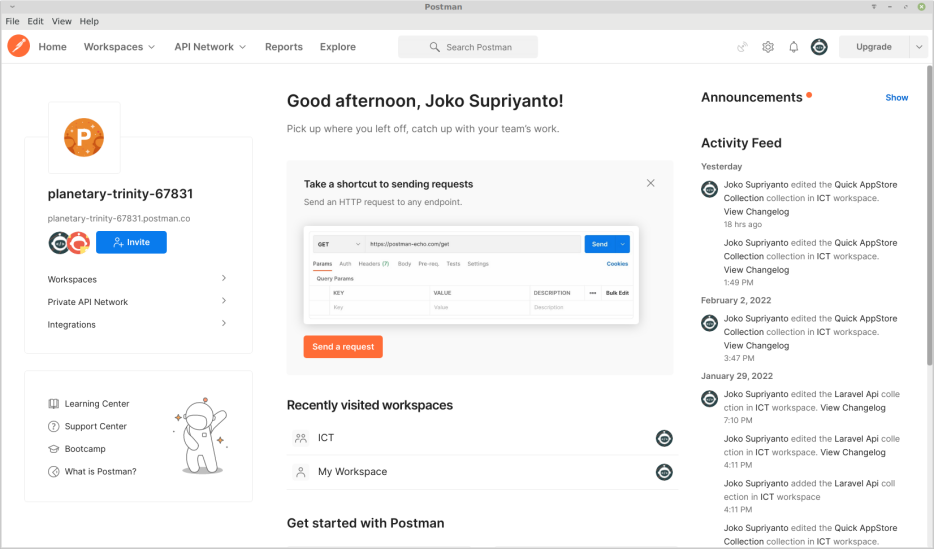 Postman
File Edit View Help
Home Workspaces API Network Reports Explore Search Postman Upgrade
P
planetary-trinity-67831
planetary-trinity-67831.postman.co
Invite
Workspaces
Private API Network
Integrations
Learning Center
Support Center
Bootcamp
What is Postman?
Good afternoon, Joko Supriyanto!
Pick up where you left off, catch up with your team's work.
Take a shortcut to sending requests
Send an HTTP request to any endpoint.
GET https://postman-echo.com/get Send
Params Auth Headers (7) Body Pre-req. Tests Settings Cookies
Query Params
KEY VALUE DESCRIPTION ••• Bulk Edit
Key Value Description
Send a request
Recently visited workspaces
ICT
My Workspace
Get started with Postman
Announcements Show
Activity Feed
Yesterday
Joko Supriyanto edited the Quick AppStore
Collection collection in ICT workspace.
View Changelog
18 hrs ago
Joko Supriyanto edited the Quick AppStore
Collection collection in ICT workspace.
View Changelog
1:49 PM
February 2, 2022
Joko Supriyanto edited the Quick AppStore
Collection collection in ICT workspace.
View Changelog
3:47 PM
January 29, 2022
Joko Supriyanto edited the Laravel Api colle
ction in ICT workspace. View Changelog
7:10 PM
Joko Supriyanto edited the Laravel Api colle
ction in ICT workspace. View Changelog
4:11 PM
Joko Supriyanto added the Laravel Api coll
ection in ICT workspace
4:11 PM
Joko Supriyanto edited the Quick AppStore
Collection collection in ICT workspace.